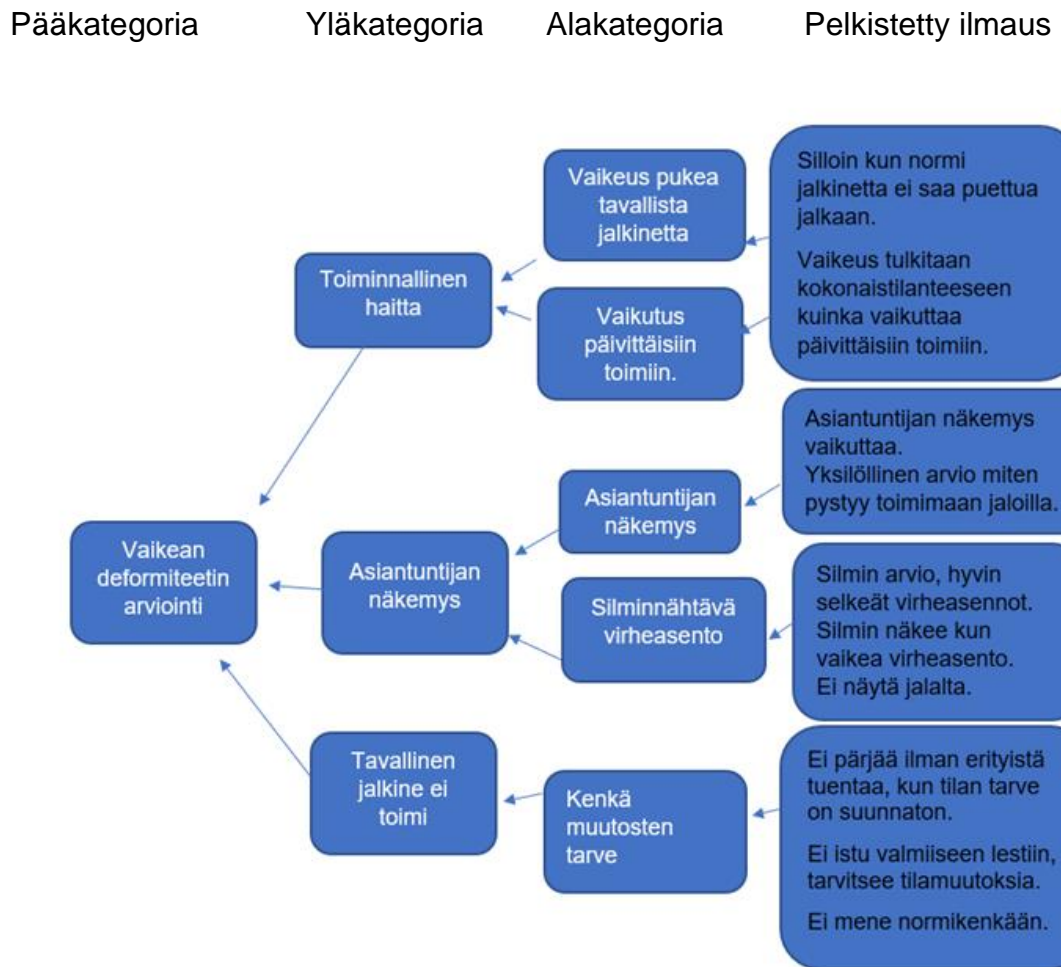 Pääkategoria Yläkategoria Alakategoria Pelkistetty ilmaus
Vaikeus pukea
tavallista
jalkinetta
Silloin kun normi
jalkinetta ei saa puettua
jalkaan.
Vaikeus tulkitaan
kokonaistilanteeseen
kuinka vaikuttaa
päivittäisiin toimiin.
Toiminnallinen
haitta
Vaikutus
päivittäisiin
toimiin.
Asiantuntijan näkemys
vaikuttaa.
Yksilöllinen arvio miten
pystyy toimimaan jaloilla.
Asiantuntijan
näkemys
Vaikean
deformiteetin
arviointi
Asiantuntijan
näkemys
Silminnähtävä
virheasento
Silmin arvio, hyvin
selkeät virheasennot.
Silmin näkee kun
vaikea virheasento.
Ei näytä jalalta.
Tavallinen
jalkine ei
toimi
Kenkä
muutosten
tarve
Ei pärjää ilman erityistä
tuentaa, kun tilan tarve
on suunnaton.
Ei istu valmiiseen lestiin,
tarvitsee tilamuutoksia.
Ei mene normikenkään.